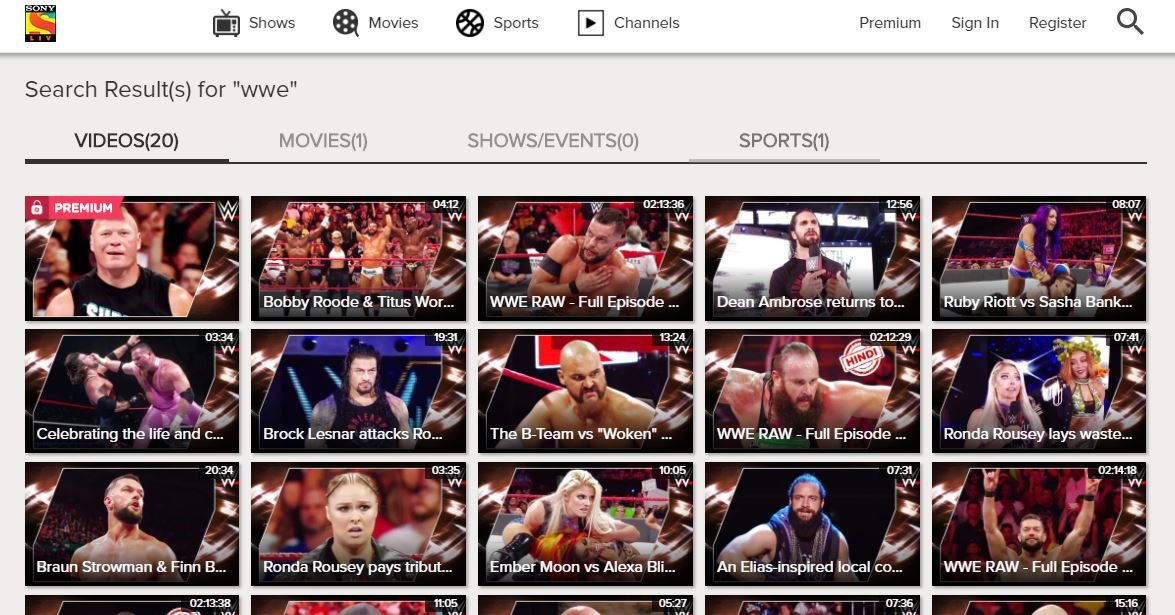 SONY
LIV
Shows
Movies
Sports
Channels
Premium
Sign In
Register
Search Result(s) for "wwe"
VIDEOS(20)
MOVIES(1)
SHOWS/EVENTS(0)
SPORTS(1)
PREMIUM
04:12
Bobby Roode & Titus Wor...
02:13:36
WWE RAW - Full Episode ...
12:56
Dean Ambrose returns to...
08:07
Ruby Riott vs Sasha Bank...
03:34
Celebrating the life and c...
19:31
Brock Lesnar attacks Ro...
13:24
The B-Team vs "Woken" ...
02:12:29
HINDI
WWE RAW - Full Episode ...
07:41
Ronda Rousey lays waste...
20:34
Braun Strowman & Finn B...
03:35
Ronda Rousey pays tribut...
10:05
Ember Moon vs Alexa Bli...
07:31
An Elias-inspired local co...
02:14:18
WWE RAW - Full Episode ...
02:13:38
11:05
05:27
07:36
15:16